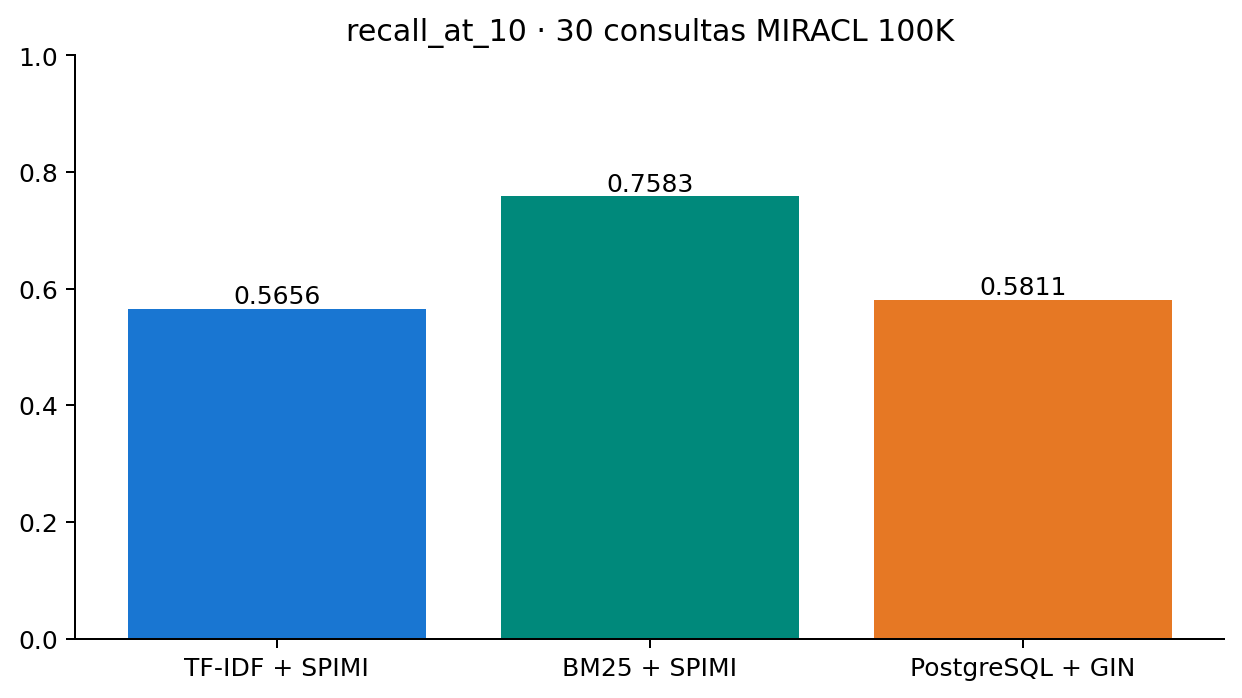 recall_at_10 · 30 consultas MIRACL 100K
1.0
0.8
0.6
0.4
0.2
0.0
0.5656
0.7583
0.5811
TF-IDF + SPIMI
BM25 + SPIMI
PostgreSQL + GIN